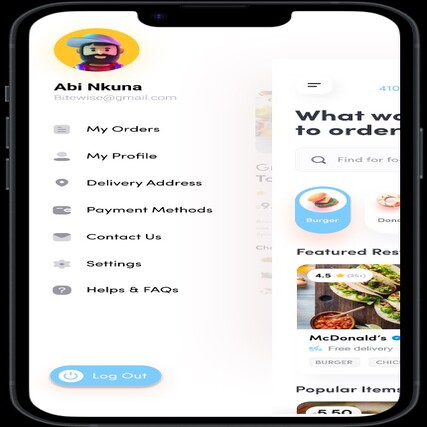 Abi Nkuna
Bitewise@gmail.com
My Orders
My Profile
Delivery Address
Payment Methods
Contact Us
Settings
Helps & FAQs
Log Out
410
What wo
to order
Find for fo
Burger
Don
Featured Res
4.5
McDonald's
Free delivery
BURGER
CHIC
Popular Items
5.50